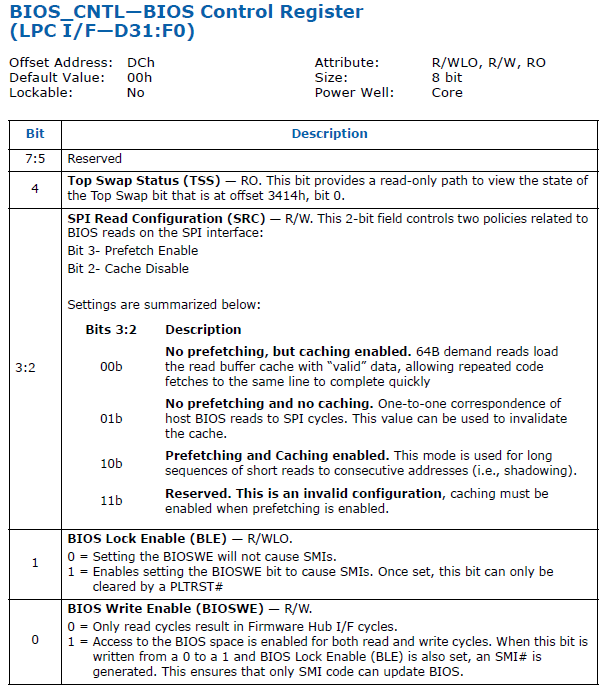 BIOS_CNTL—BIOS Control Register
(LPC I/F—D31:F0)
Offset Address: DCh Attribute: R/WLO, R/W, RO
Default Value: 00h Size: 8 bit
Lockable: No Power Well: Core
Bit Description
7:5 Reserved
4 Top Swap Status (TSS) — RO. This bit provides a read-only path to view the state of
the Top Swap bit that is at offset 3414h, bit 0.
3:2 SPI Read Configuration (SRC) — R/W. This 2-bit field controls two policies related to
BIOS reads on the SPI interface:
Bit 3- Prefetch Enable
Bit 2- Cache Disable
Settings are summarized below:
Bits 3:2 Description
00b No prefetching, but caching enabled. 64B demand reads load
the read buffer cache with “valid” data, allowing repeated code
fetches to the same line to complete quickly
01b No prefetching and no caching. One-to-one correspondence of
host BIOS reads to SPI cycles. This value can be used to invalidate
the cache.
10b Prefetching and Caching enabled. This mode is used for long
sequences of short reads to consecutive addresses (i.e., shadowing).
11b Reserved. This is an invalid configuration, caching must be
enabled when prefetching is enabled.
1 BIOS Lock Enable (BLE) — R/WLO.
0 = Setting the BIOSWE will not cause SMIs.
1 = Enables setting the BIOSWE bit to cause SMIs. Once set, this bit can only be
cleared by a PLTRST#
0 BIOS Write Enable (BIOSWE) — R/W.
0 = Only read cycles result in Firmware Hub I/F cycles.
1 = Access to the BIOS space is enabled for both read and write cycles. When this bit is
written from a 0 to a 1 and BIOS Lock Enable (BLE) is also set, an SMI# is
generated. This ensures that only SMI code can update BIOS.